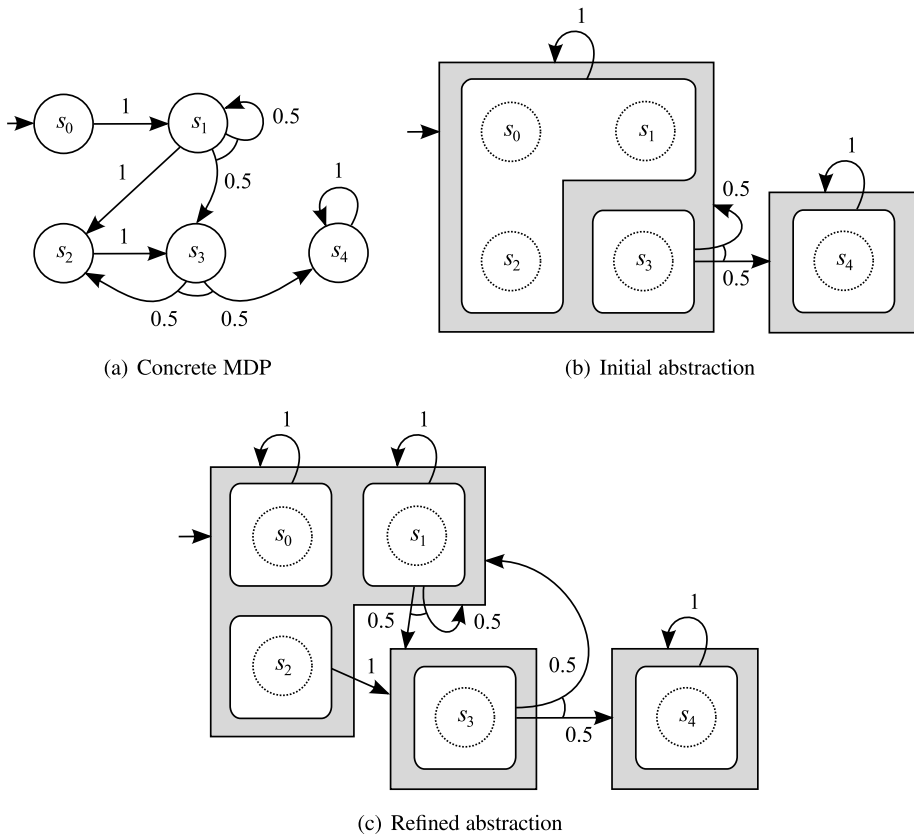 1
s0
s1
0.5
1
0.5
1
s2
1
s3
s4
0.5
0.5
(a) Concrete MDP
1
s0
s1
0.5
1
s2
s3
s4
0.5
(b) Initial abstraction
1
1
s0
s1
0.5
0.5
1
s2
1
0.5
s3
s4
0.5
(c) Refined abstraction